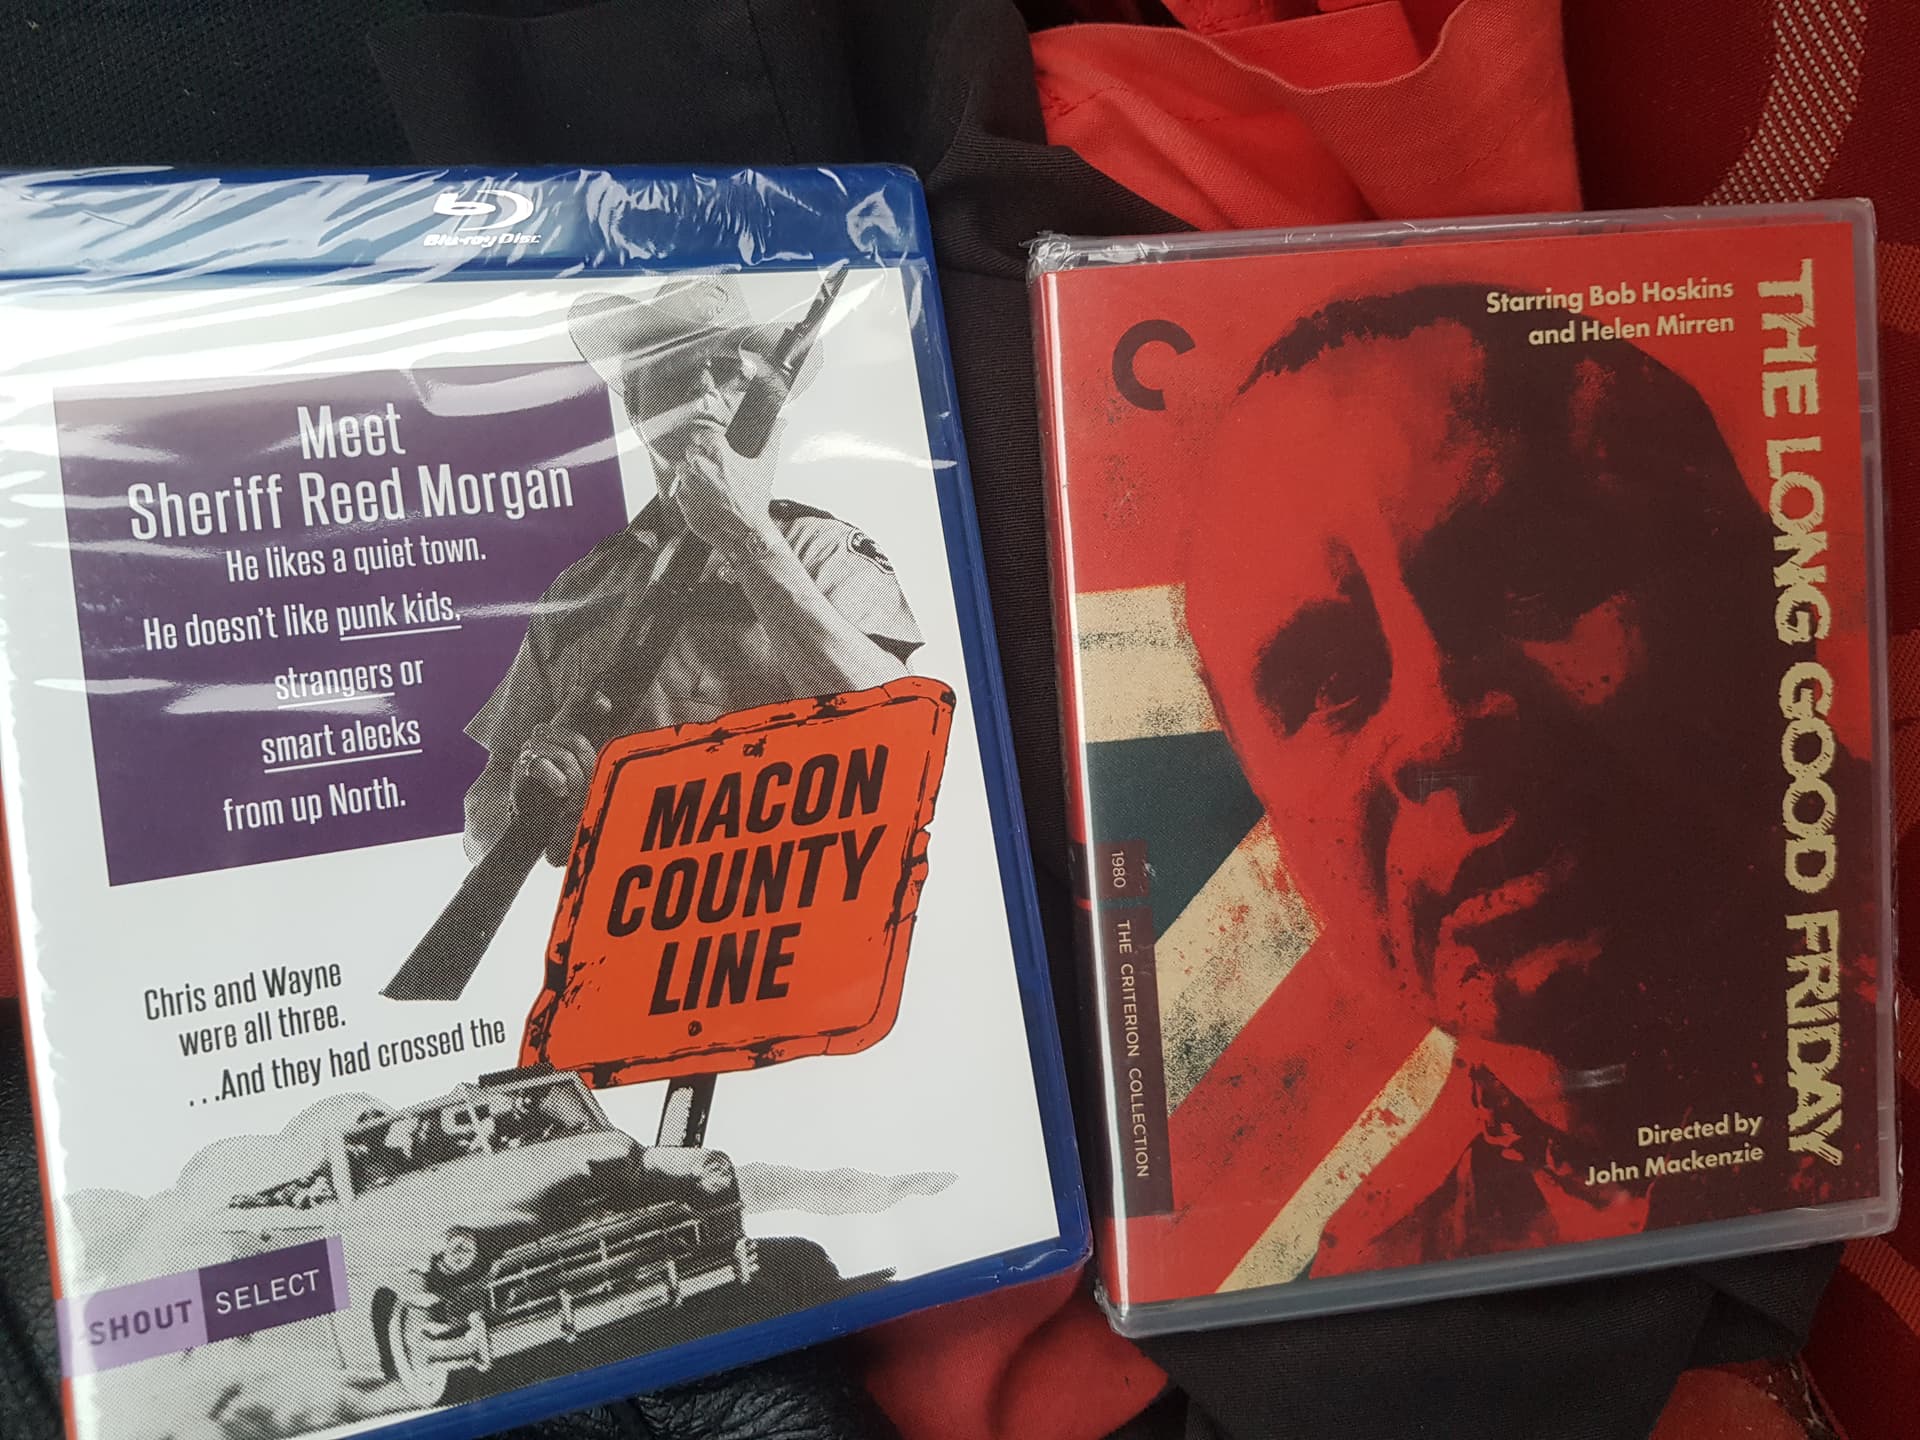 Blu-ray Disc
Meet
Sheriff Reed Morgan
He likes a quiet town.
He doesn't like punk kids,
strangers or
smart alecks
from up North.
Chris and Wayne
were all three.
...And they had crossed the
MACON
COUNTY
LINE
SHOUT SELECT
Starring Bob Hoskins
and Helen Mirren
THE LONG GOOD FRIDAY
1980
THE CRITERION COLLECTION
Directed by
John Mackenzie